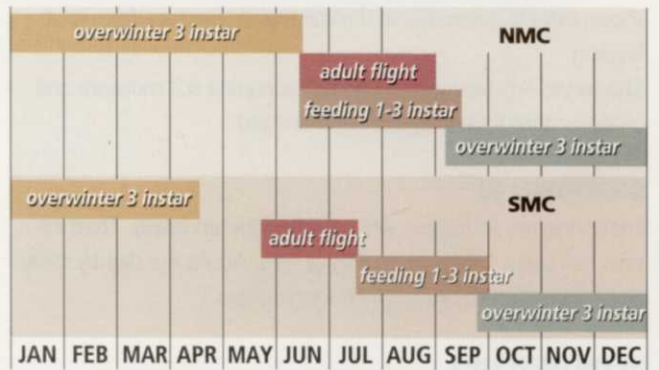 overwinter 3 instar
NMC
adult flight
feeding 1-3 instar
overwinter 3 instar
overwinter 3 instar
SMC
adult flight
feeding 1-3 instar
overwinter 3 instar
JAN FEB MAR APR MAY JUN JUL AUG SEP OCT NOV DEC